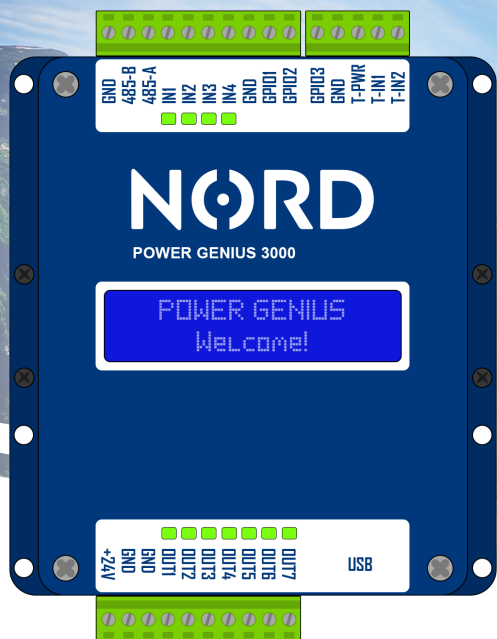 GND
485-B
485-A
IN1
IN2
IN3
IN4
GND
GPIO1
GPIO2
GPIO3
GND
T-PWR
T-IN1
T-IN2
NORD
POWER GENIUS 3000
POWER GENIUS
Welcome!
+24V
GND
GND
OUT1
OUT2
OUT3
OUT4
OUT5
OUT6
OUT7
USB